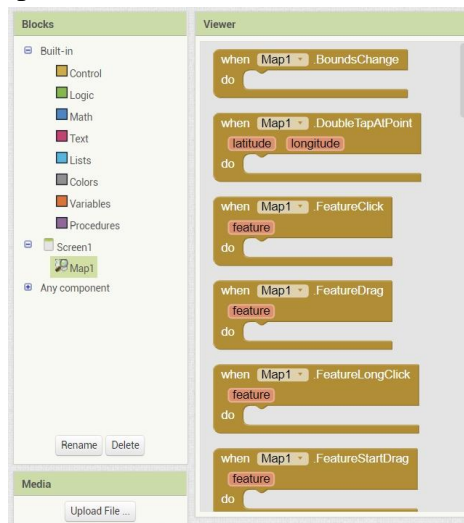 Blocks
Built-in
Control
Logic
Math
Text
Lists
Colors
Variables
Procedures
Screen1
Map1
Any component
Rename Delete
Media
Upload File ...
Viewer
when Map1 .BoundsChange
do
when Map1 .DoubleTapAtPoint
latitude longitude
do
when Map1 .FeatureClick
feature
do
when Map1 .FeatureDrag
feature
do
when Map1 .FeatureLongClick
feature
do
when Map1 .FeatureStartDrag
feature
do